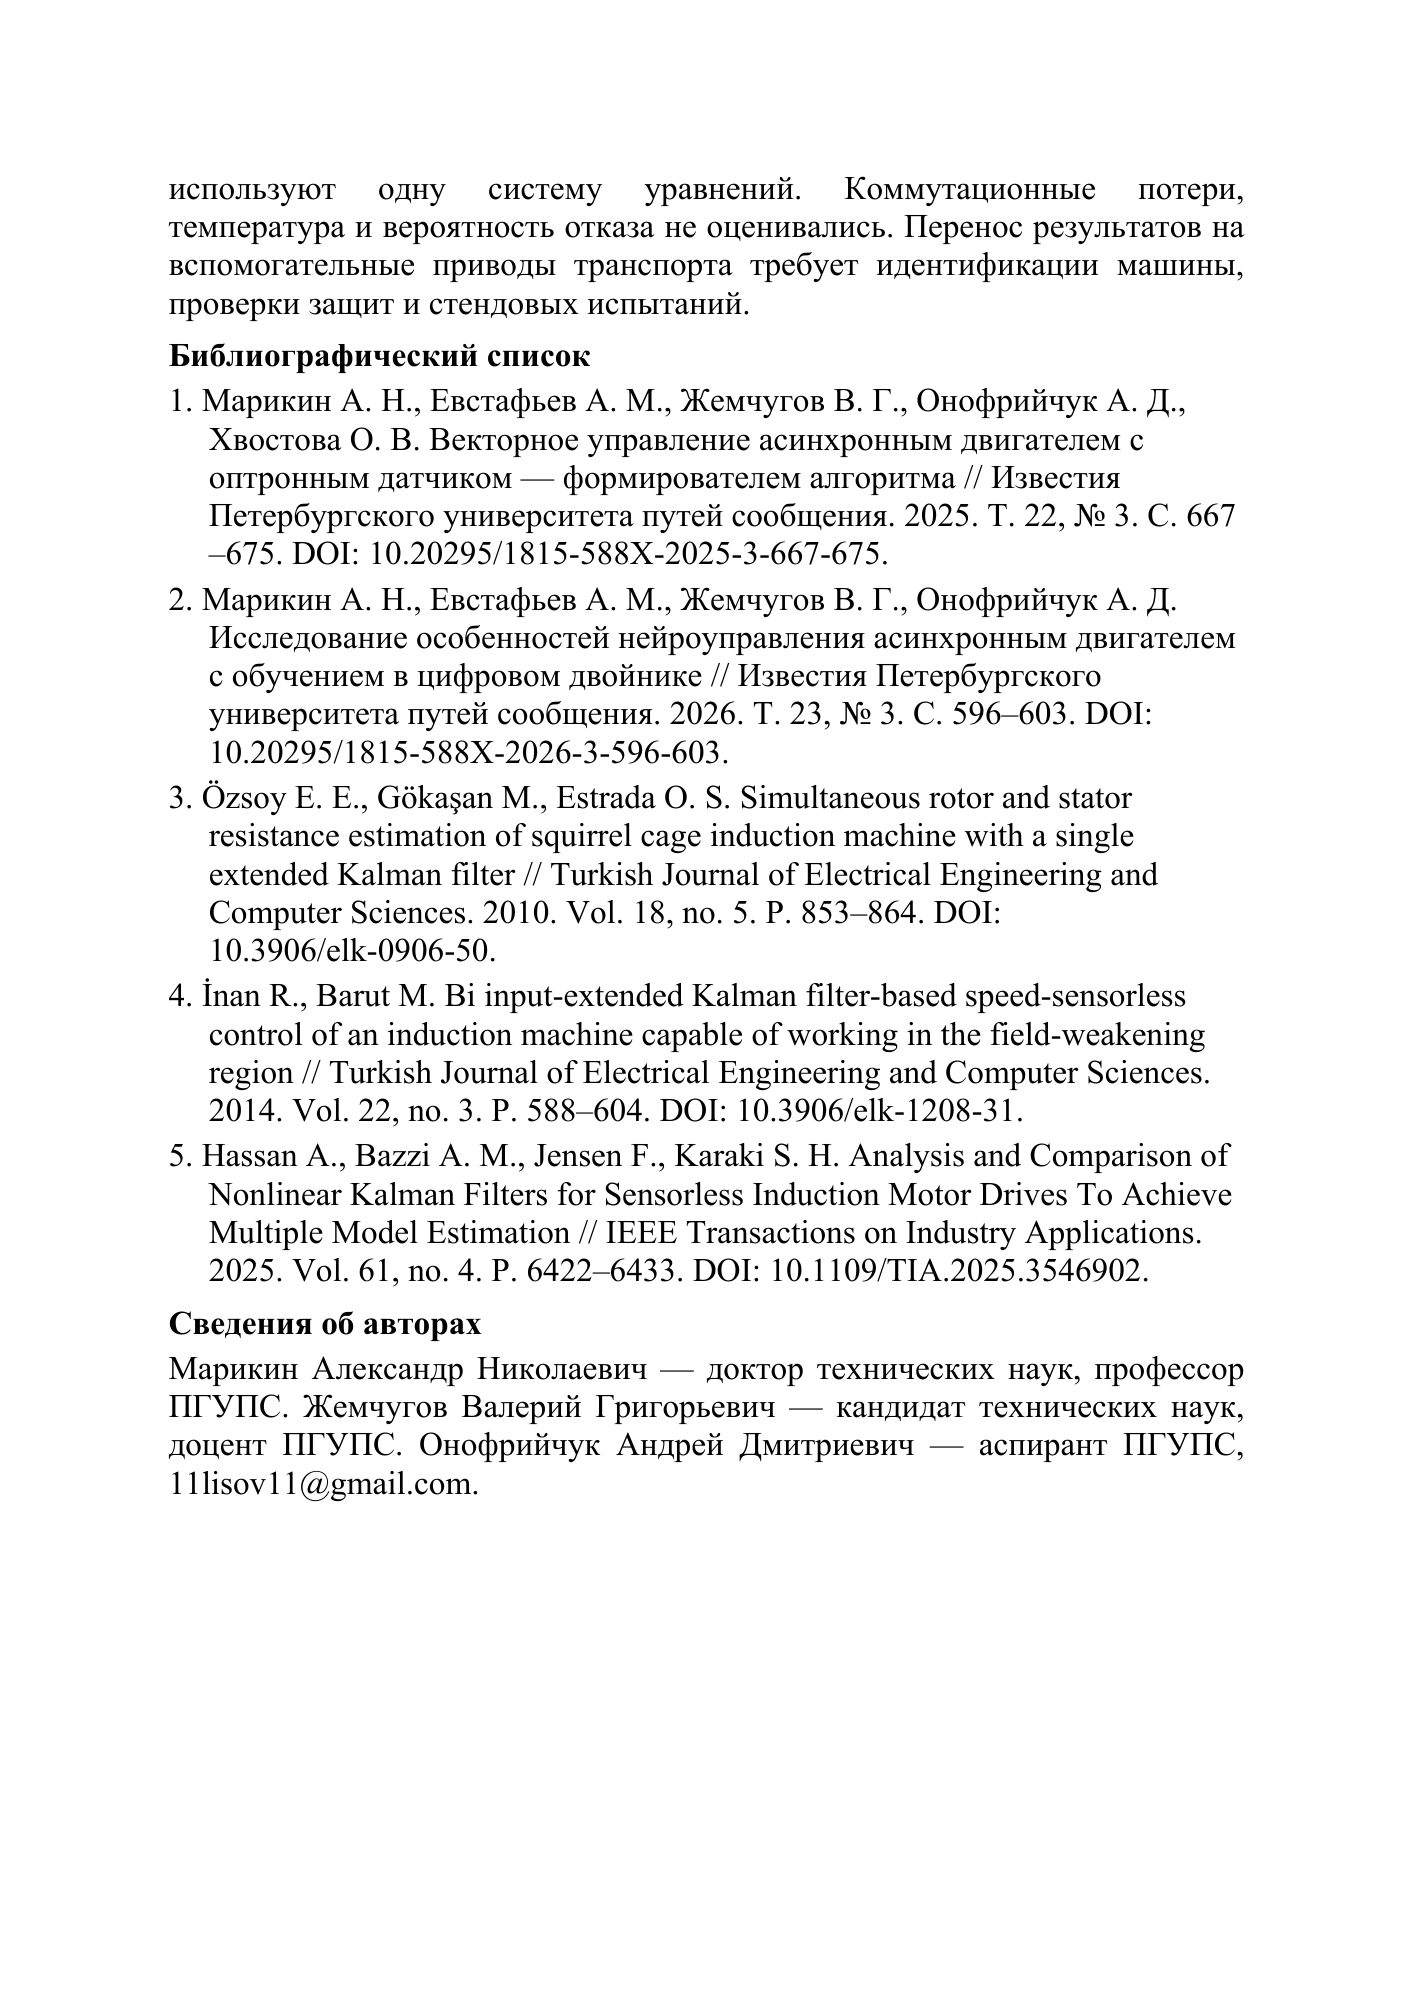 используют одну систему уравнений. Коммутационные потери,
температура и вероятность отказа не оценивались. Перенос результатов на
вспомогательные приводы транспорта требует идентификации машины,
проверки защит и стендовых испытаний.
Библиографический список
1. Марикин А. Н., Евстафьев А. М., Жемчугов В. Г., Онофрийчук А. Д.,
Хвостова О. В. Векторное управление асинхронным двигателем с
оптронным датчиком — формирователем алгоритма // Известия
Петербургского университета путей сообщения. 2025. Т. 22, № 3. С. 667
–675. DOI: 10.20295/1815-588X-2025-3-667-675.
2. Марикин А. Н., Евстафьев А. М., Жемчугов В. Г., Онофрийчук А. Д.
Исследование особенностей нейроуправления асинхронным двигателем
с обучением в цифровом двойнике // Известия Петербургского
университета путей сообщения. 2026. Т. 23, № 3. С. 596–603. DOI:
10.20295/1815-588X-2026-3-596-603.
3. Özsoy E. E., Gökaşan M., Estrada O. S. Simultaneous rotor and stator
resistance estimation of squirrel cage induction machine with a single
extended Kalman filter // Turkish Journal of Electrical Engineering and
Computer Sciences. 2010. Vol. 18, no. 5. P. 853–864. DOI:
10.3906/elk-0906-50.
4. İnan R., Barut M. Bi input-extended Kalman filter-based speed-sensorless
control of an induction machine capable of working in the field-weakening
region // Turkish Journal of Electrical Engineering and Computer Sciences.
2014. Vol. 22, no. 3. P. 588–604. DOI: 10.3906/elk-1208-31.
5. Hassan A., Bazzi A. M., Jensen F., Karaki S. H. Analysis and Comparison of
Nonlinear Kalman Filters for Sensorless Induction Motor Drives To Achieve
Multiple Model Estimation // IEEE Transactions on Industry Applications.
2025. Vol. 61, no. 4. P. 6422–6433. DOI: 10.1109/TIA.2025.3546902.
Сведения об авторах
Марикин Александр Николаевич — доктор технических наук, профессор
ПГУПС. Жемчугов Валерий Григорьевич — кандидат технических наук,
доцент ПГУПС. Онофрийчук Андрей Дмитриевич — аспирант ПГУПС,
11lisov11@gmail.com.